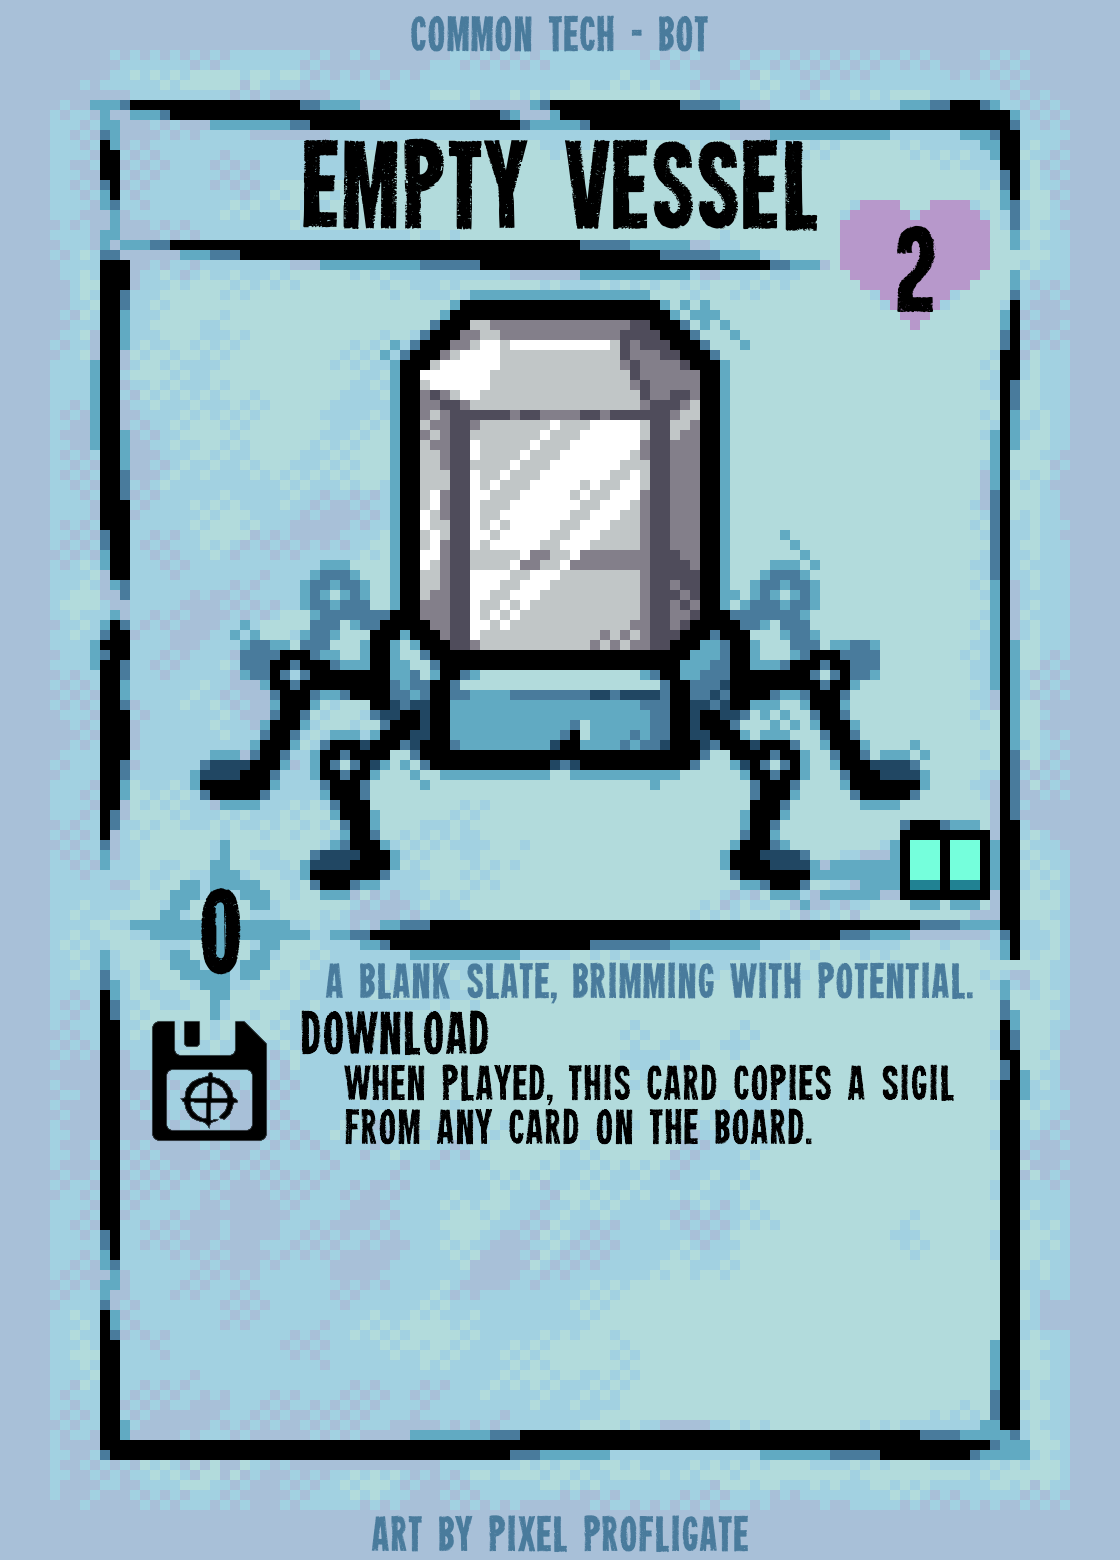 COMMON TECH - BOT
EMPTY VESSEL
2
0
A BLANK SLATE, BRIMMING WITH POTENTIAL.
DOWNLOAD
WHEN PLAYED, THIS CARD COPIES A SIGIL
FROM ANY CARD ON THE BOARD.
ART BY PIXEL PROFLIGATE